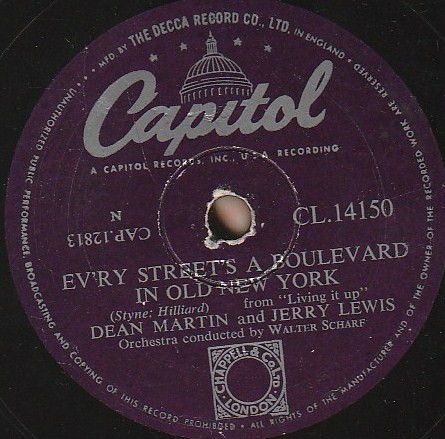 MFD. BY THE DECCA RECORD CO., LTD. IN ENGLAND. ALL RIGHTS OF THE MANUFACTURER AND OF THE OWNER OF THE RECORDED WORK ARE RESERVED
UNAUTHORIZED PUBLIC PERFORMANCE, BROADCASTING AND COPYING OF THIS RECORD PROHIBITED
Capitol
A CAPITOL RECORDS, INC., U.S.A. RECORDING
N
CAP.12813
CL.14150
EV'RY STREET'S A BOULEVARD
IN OLD NEW YORK
(Styne: Hilliard) from "Living it up"
DEAN MARTIN and JERRY LEWIS
Orchestra conducted by WALTER SCHARF
CHAPPELL & Co Ltd
LONDON